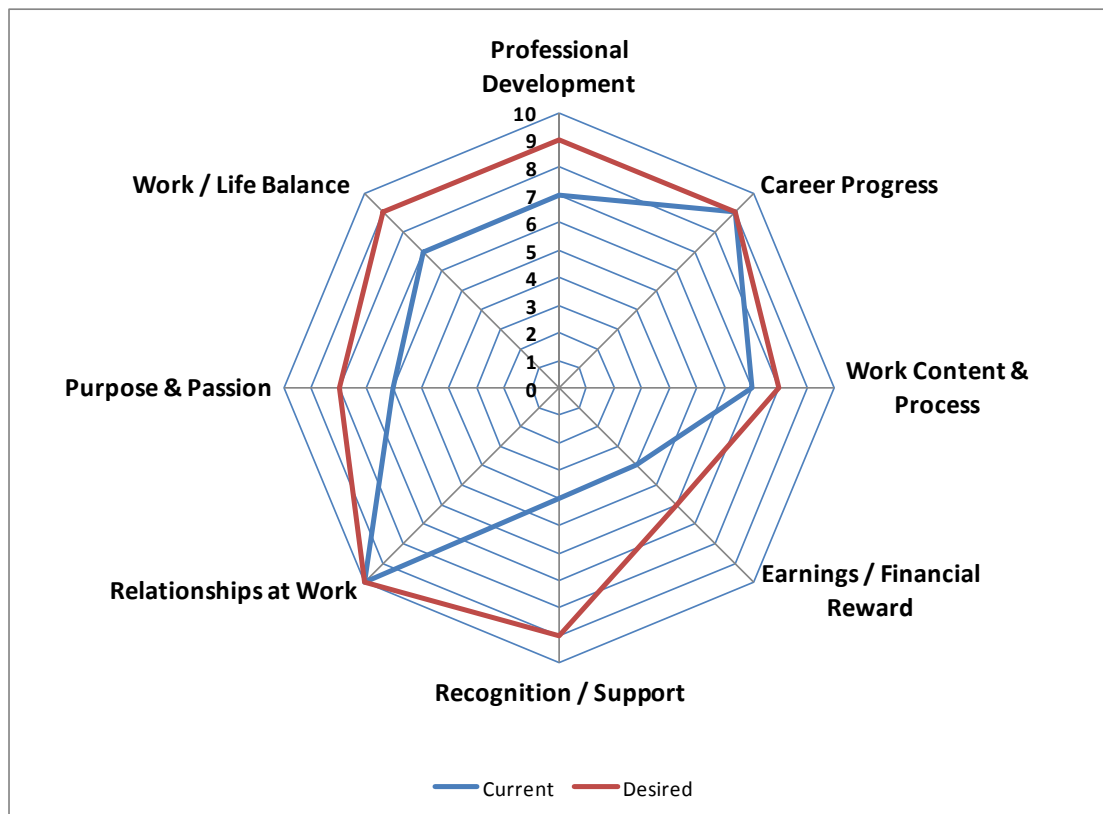 Professional
Development
10
9
8
7
6
5
4
3
2
1
0
Career Progress
Work Content &
Process
Earnings / Financial
Reward
Recognition / Support
Relationships at Work
Purpose & Passion
Work / Life Balance
Current
Desired